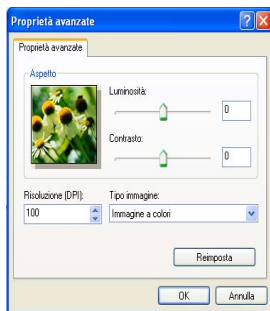 Proprietà avanzate
Proprietà avanzate
Aspetto
Luminosità:
0
Contrasto:
0
Risoluzione (DPI):
Tipo immagine:
100
Immagine a colori
Reimposta
OK
Annulla